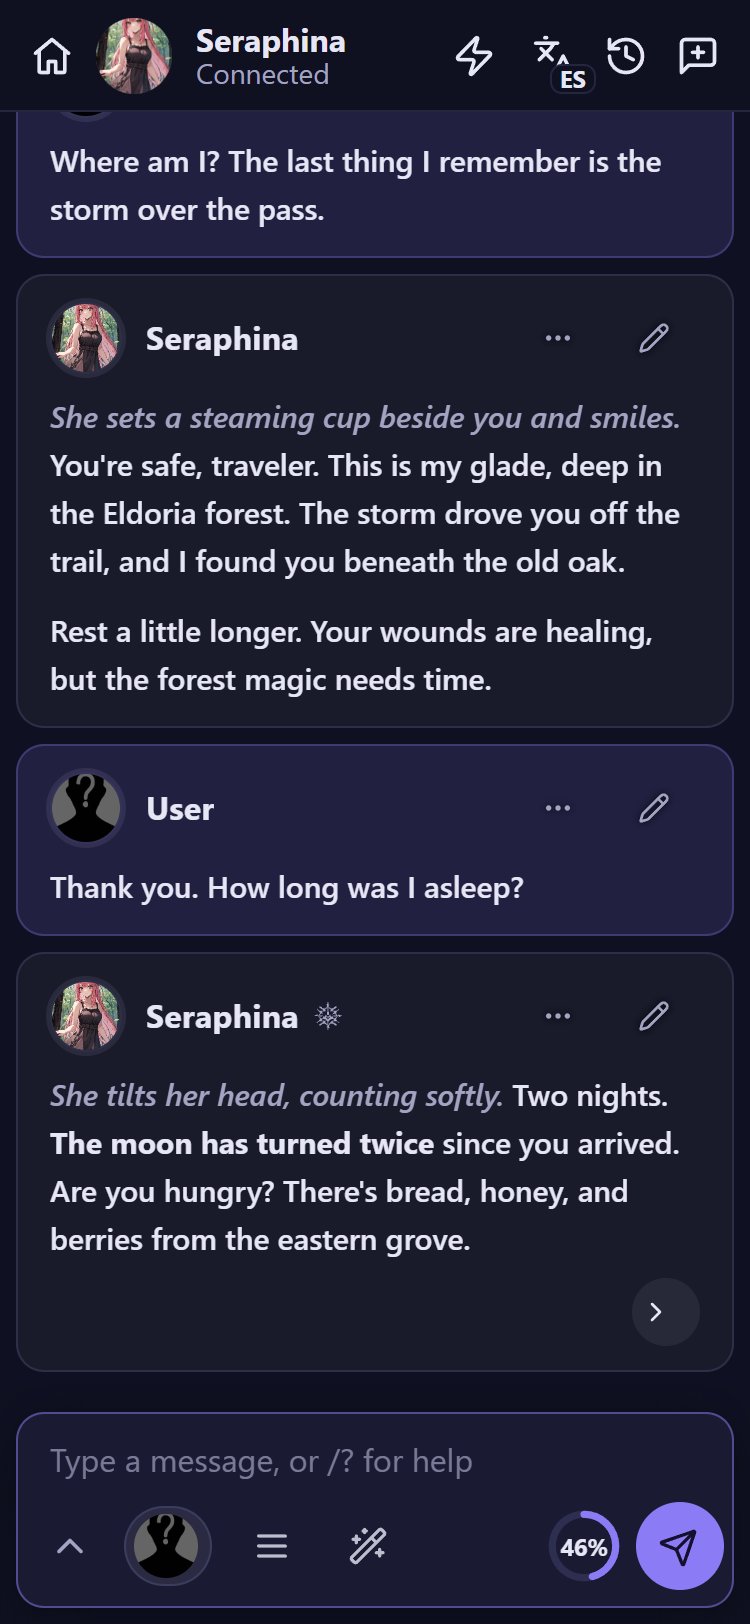 Seraphina
Connected
ES
Where am I? The last thing I remember is the
storm over the pass.
Seraphina
She sets a steaming cup beside you and smiles.
You're safe, traveler. This is my glade, deep in
the Eldoria forest. The storm drove you off the
trail, and I found you beneath the old oak.
Rest a little longer. Your wounds are healing,
but the forest magic needs time.
User
Thank you. How long was I asleep?
Seraphina
She tilts her head, counting softly. Two nights.
The moon has turned twice since you arrived.
Are you hungry? There's bread, honey, and
berries from the eastern grove.
Type a message, or /? for help
46%